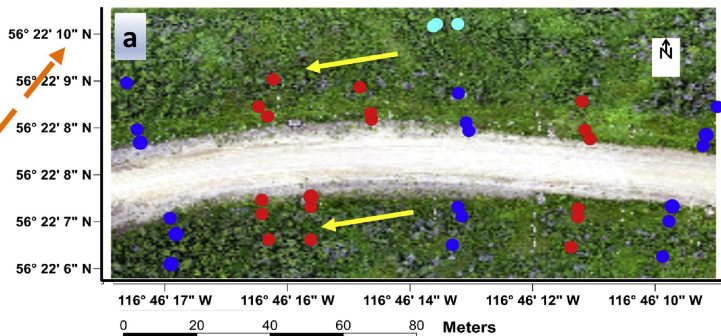 a
N
56° 22' 10" N
56° 22' 9" N
56° 22' 8" N
56° 22' 8" N
56° 22' 7" N
56° 22' 6" N
116° 46' 17" W 116° 46' 16" W 116° 46' 14" W 116° 46' 12" W 116° 46' 10" W
0 20 40 60 80 Meters